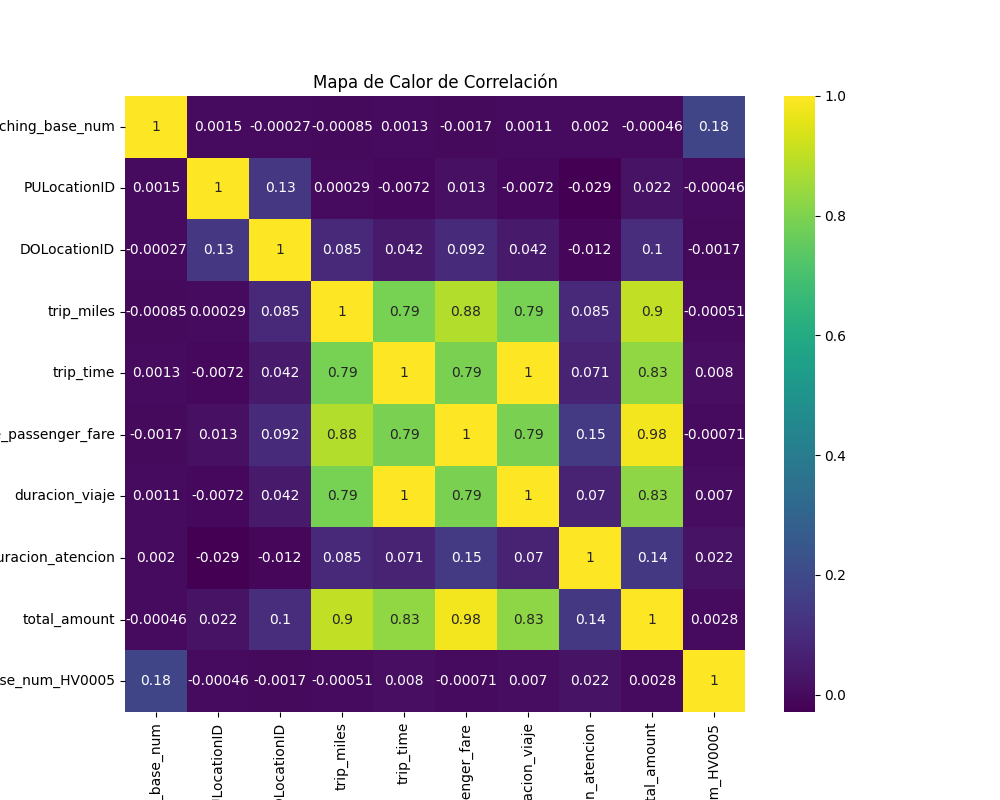 Mapa de Calor de Correlación
ching_base_num 1 0.0015 -0.00027 -0.00085 0.0013 -0.0017 0.0011 0.002 -0.00046 0.18
PULocationID 0.0015 1 0.13 0.00029 -0.0072 0.013 -0.0072 -0.029 0.022 -0.00046
DOLocationID -0.00027 0.13 1 0.085 0.042 0.092 0.042 -0.012 0.1 -0.0017
trip_miles -0.00085 0.00029 0.085 1 0.79 0.88 0.79 0.085 0.9 -0.00051
trip_time 0.0013 -0.0072 0.042 0.79 1 0.79 1 0.071 0.83 0.008
_passenger_fare -0.0017 0.013 0.092 0.88 0.79 1 0.79 0.15 0.98 -0.00071
duracion_viaje 0.0011 -0.0072 0.042 0.79 1 0.79 1 0.07 0.83 0.007
uracion_atencion 0.002 -0.029 -0.012 0.085 0.071 0.15 0.07 1 0.14 0.022
total_amount -0.00046 0.022 0.1 0.9 0.83 0.98 0.83 0.14 1 0.0028
se_num_HV0005 0.18 -0.00046 -0.0017 -0.00051 0.008 -0.00071 0.007 0.022 0.0028 1
_base_num
LocationID
LocationID
trip_miles
trip_time
enger_fare
acion_viaje
n_atencion
tal_amount
m_HV0005
1.0
0.8
0.6
0.4
0.2
0.0